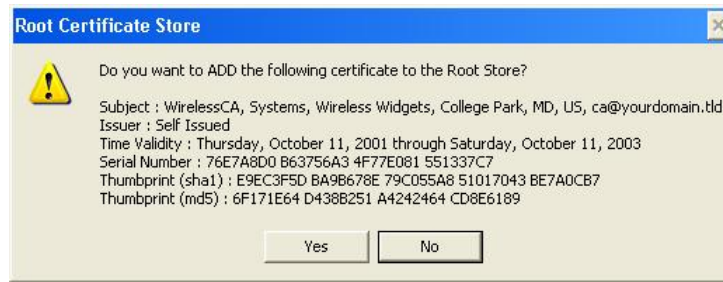 Root Certificate Store
Do you want to ADD the following certificate to the Root Store?
Subject : WirelessCA, Systems, Wireless Widgets, College Park, MD, US, ca@yourdomain.tld
Issuer : Self Issued
Time Validity : Thursday, October 11, 2001 through Saturday, October 11, 2003
Serial Number : 76E7A8D0 B63756A3 4F77E081 551337C7
Thumbprint (sha1) : E9EC3F5D BA9B678E 79C055A8 51017043 BE7A0CB7
Thumbprint (md5) : 6F171E64 D438B251 A4242464 CD8E6189
Yes No